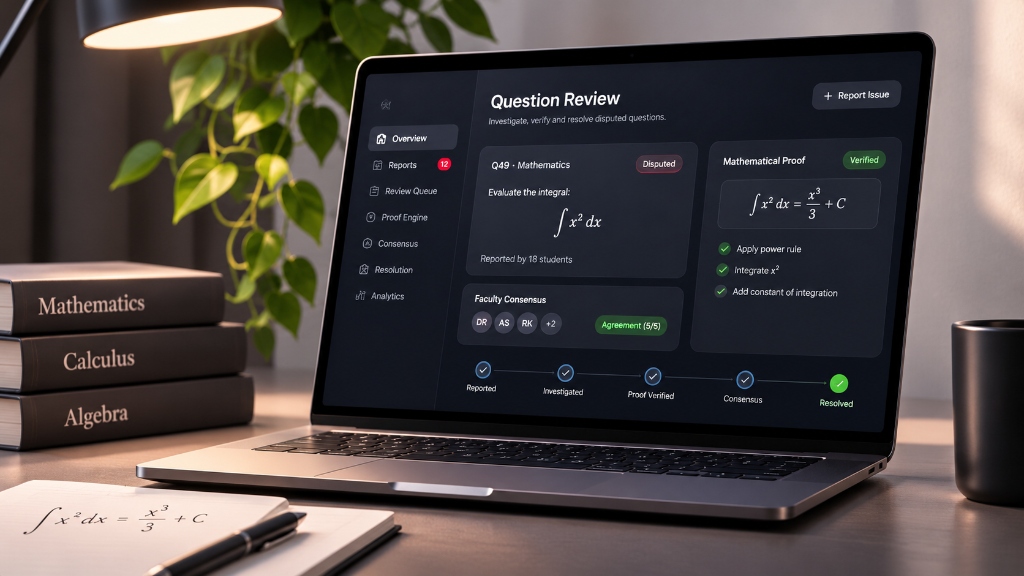 Mathematics
Calculus
Algebra
∫ x² dx = x³/3 + C
Overview
Reports 12
Review Queue
Proof Engine
Consensus
Resolution
Analytics
Question Review
Investigate, verify and resolve disputed questions.
+ Report Issue
Q49 · Mathematics
Disputed
Evaluate the integral:
∫ x² dx
Reported by 18 students
Mathematical Proof
Verified
∫ x² dx = x³/3 + C
Apply power rule
Integrate x²
Add constant of integration
Faculty Consensus
DR AS RK +2
Agreement (5/5)
Reported
Investigated
Proof Verified
Consensus
Resolved